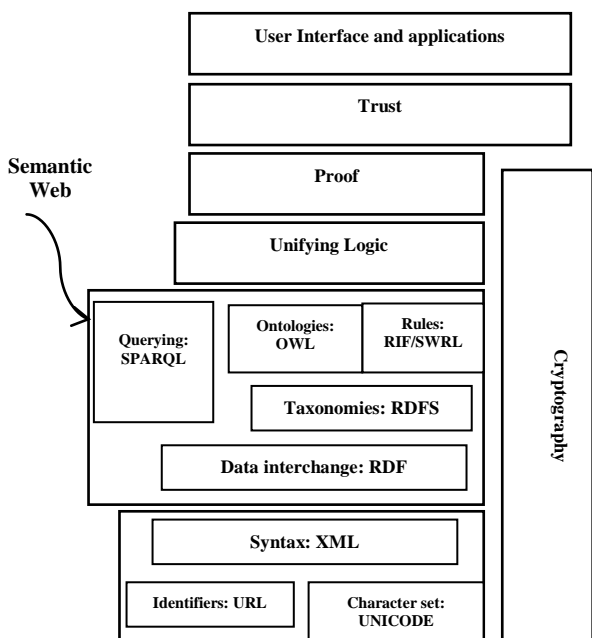 User Interface and applications
Trust
Semantic
Web
Proof
Unifying Logic
Querying:
SPARQL
Ontologies:
OWL
Rules:
RIF/SWRL
Taxonomies: RDFS
Data interchange: RDF
Cryptography
Syntax: XML
Identifiers: URL
Character set:
UNICODE